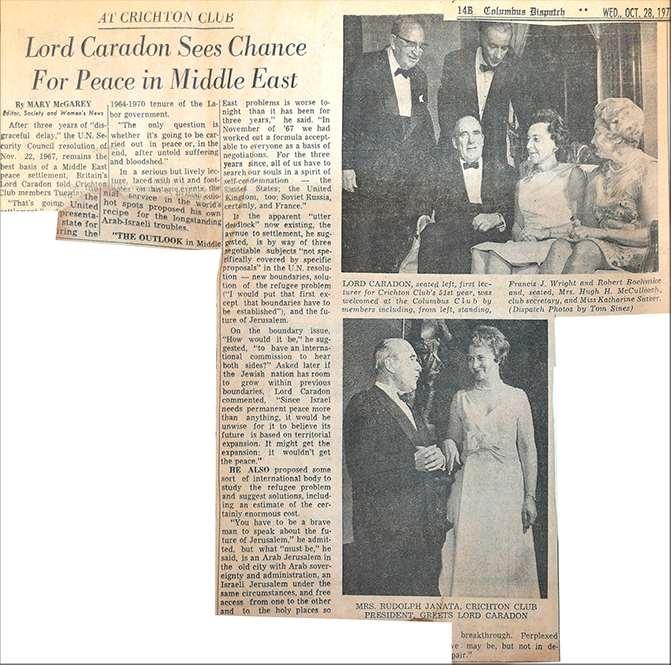 14B Columbus Dispatch ** WED., OCT. 28, 197
AT CRICHTON CLUB
Lord Caradon Sees Chance
For Peace in Middle East
By MARY McGAREY
Editor, Society and Women's News
After three years of "dis-
graceful delay," the U.N. Se-
curity Council resolution of
Nov. 22, 1967, remains the
best basis of a Middle East
peace settlement, Britain's
Lord Caradon told Crichton
Club members Tuesday
"That's going
the
United
presenta-
state for
ring the
1964-1970 tenure of the La-
bor government.
"The only question is
whether it's going to be car-
ried out in peace or, in the
end, after untold suffering
and bloodshed."
In a serious but lively lec-
ture, laced with wit and foot-
events, the
nial service in the world's
hot spots proposed his own
recipe for the longstanding
Arab-Israeli troubles.
"THE OUTLOOK in Middle
East problems is worse to-
night than it has been for
three years," he said. "In
November of '67 we had
worked out a formula accept-
able to everyone as a basis of
negotiations. For the three
years since, all of us have to
search our souls in a spirit of
self-condemnation — the
United States; the United
Kingdom, too; Soviet Russia,
certainly, and France."
In the apparent "utter
deadlock" now existing, the
avenue to settlement, he sug-
gested, is by way of three
negotiable subjects "not spe-
cifically covered by specific
proposals" in the U.N. resolu-
tion — new boundaries, solu-
tion of the refugee problem
("I would put that first ex-
cept that boundaries have to
be established"), and the fu-
ture of Jerusalem.
On the boundary issue,
"How would it be," he sug-
gested, "to have an interna-
tional commission to hear
both sides?" Asked later if
the Jewish nation has room
to grow within previous
boundaries, Lord Caradon
commented, "Since Israel
needs permanent peace more
than anything, it would be
unwise for it to believe its
future is based on territorial
expansion. It might get the
expansion; it wouldn't get
the peace."
HE ALSO proposed some
sort of international body to
study the refugee problem
and suggest solutions, includ-
ing an estimate of the cer-
tainly enormous cost.
"You have to be a brave
man to speak about the fu-
ture of Jerusalem," he admit-
ted, but what "must be," he
said, is an Arab Jerusalem in
the old city with Arab sover-
eignty and administration, an
Israeli Jerusalem under the
same circumstances, and free
access from one to the other
and to the holy places so
LORD CARADON, seated left, first lec-
turer for Crichton Club's 51st year, was
welcomed at the Columbus Club by
members including, from left, standing,
Francis J. Wright and Robert Boehmke
and, seated, Mrs. Hugh H. McCulloch,
club secretary, and Miss Katharine Satzer.
(Dispatch Photos by Tom Sines)
MRS. RUDOLPH JANATA, CRICHTON CLUB
PRESIDENT, GREETS LORD CARADON
breakthrough. Perplexed
ve may be, but not in de-
pair."